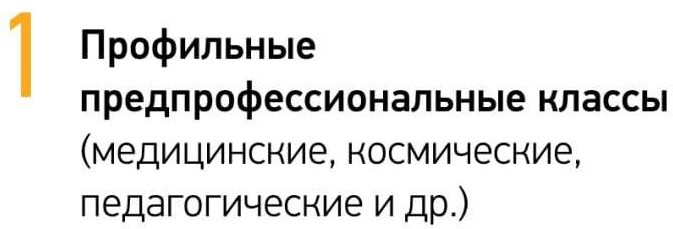 1 Профильные
предпрофессиональные классы
(медицинские, космические,
педагогические и др.)